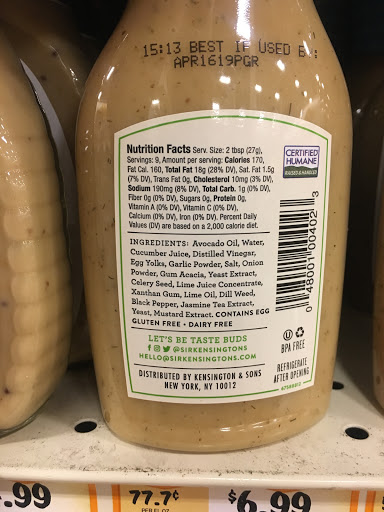 15:13 BEST IF USED B
APR1619PGR
Nutrition Facts Serv. Size: 2 tbsp (27g),
Servings: 9, Amount per serving: Calories 170,
Fat Cal. 160, Total Fat 18g (28% DV), Sat. Fat 1.5g
(7% DV), Trans Fat 0g, Cholesterol 10mg (3% DV),
Sodium 190mg (8% DV), Total Carb. 1g (0% DV),
Fiber 0g (0% DV), Sugars 0g, Protein 0g,
Vitamin A (0% DV), Vitamin C (0% DV),
Calcium (0% DV), Iron (0% DV). Percent Daily
Values (DV) are based on a 2,000 calorie diet.
INGREDIENTS: Avocado Oil, Water,
Cucumber Juice, Distilled Vinegar,
Egg Yolks, Garlic Powder, Salt, Onion
Powder, Gum Acacia, Yeast Extract,
Celery Seed, Lime Juice Concentrate,
Xanthan Gum, Lime Oil, Dill Weed,
Black Pepper, Jasmine Tea Extract,
Yeast, Mustard Extract. CONTAINS EGG
GLUTEN FREE • DAIRY FREE
LET'S BE TASTE BUDS
@SIRKENSINGTONS
HELLO@SIRKENSINGTONS.COM
DISTRIBUTED BY KENSINGTON & SONS
NEW YORK, NY 10012
CERTIFIED
HUMANE
RAISED & HANDLED
0 48001 00402 3
BPA FREE
REFRIGERATE
AFTER OPENING
.99
77.7¢
PER FL OZ
$6.99